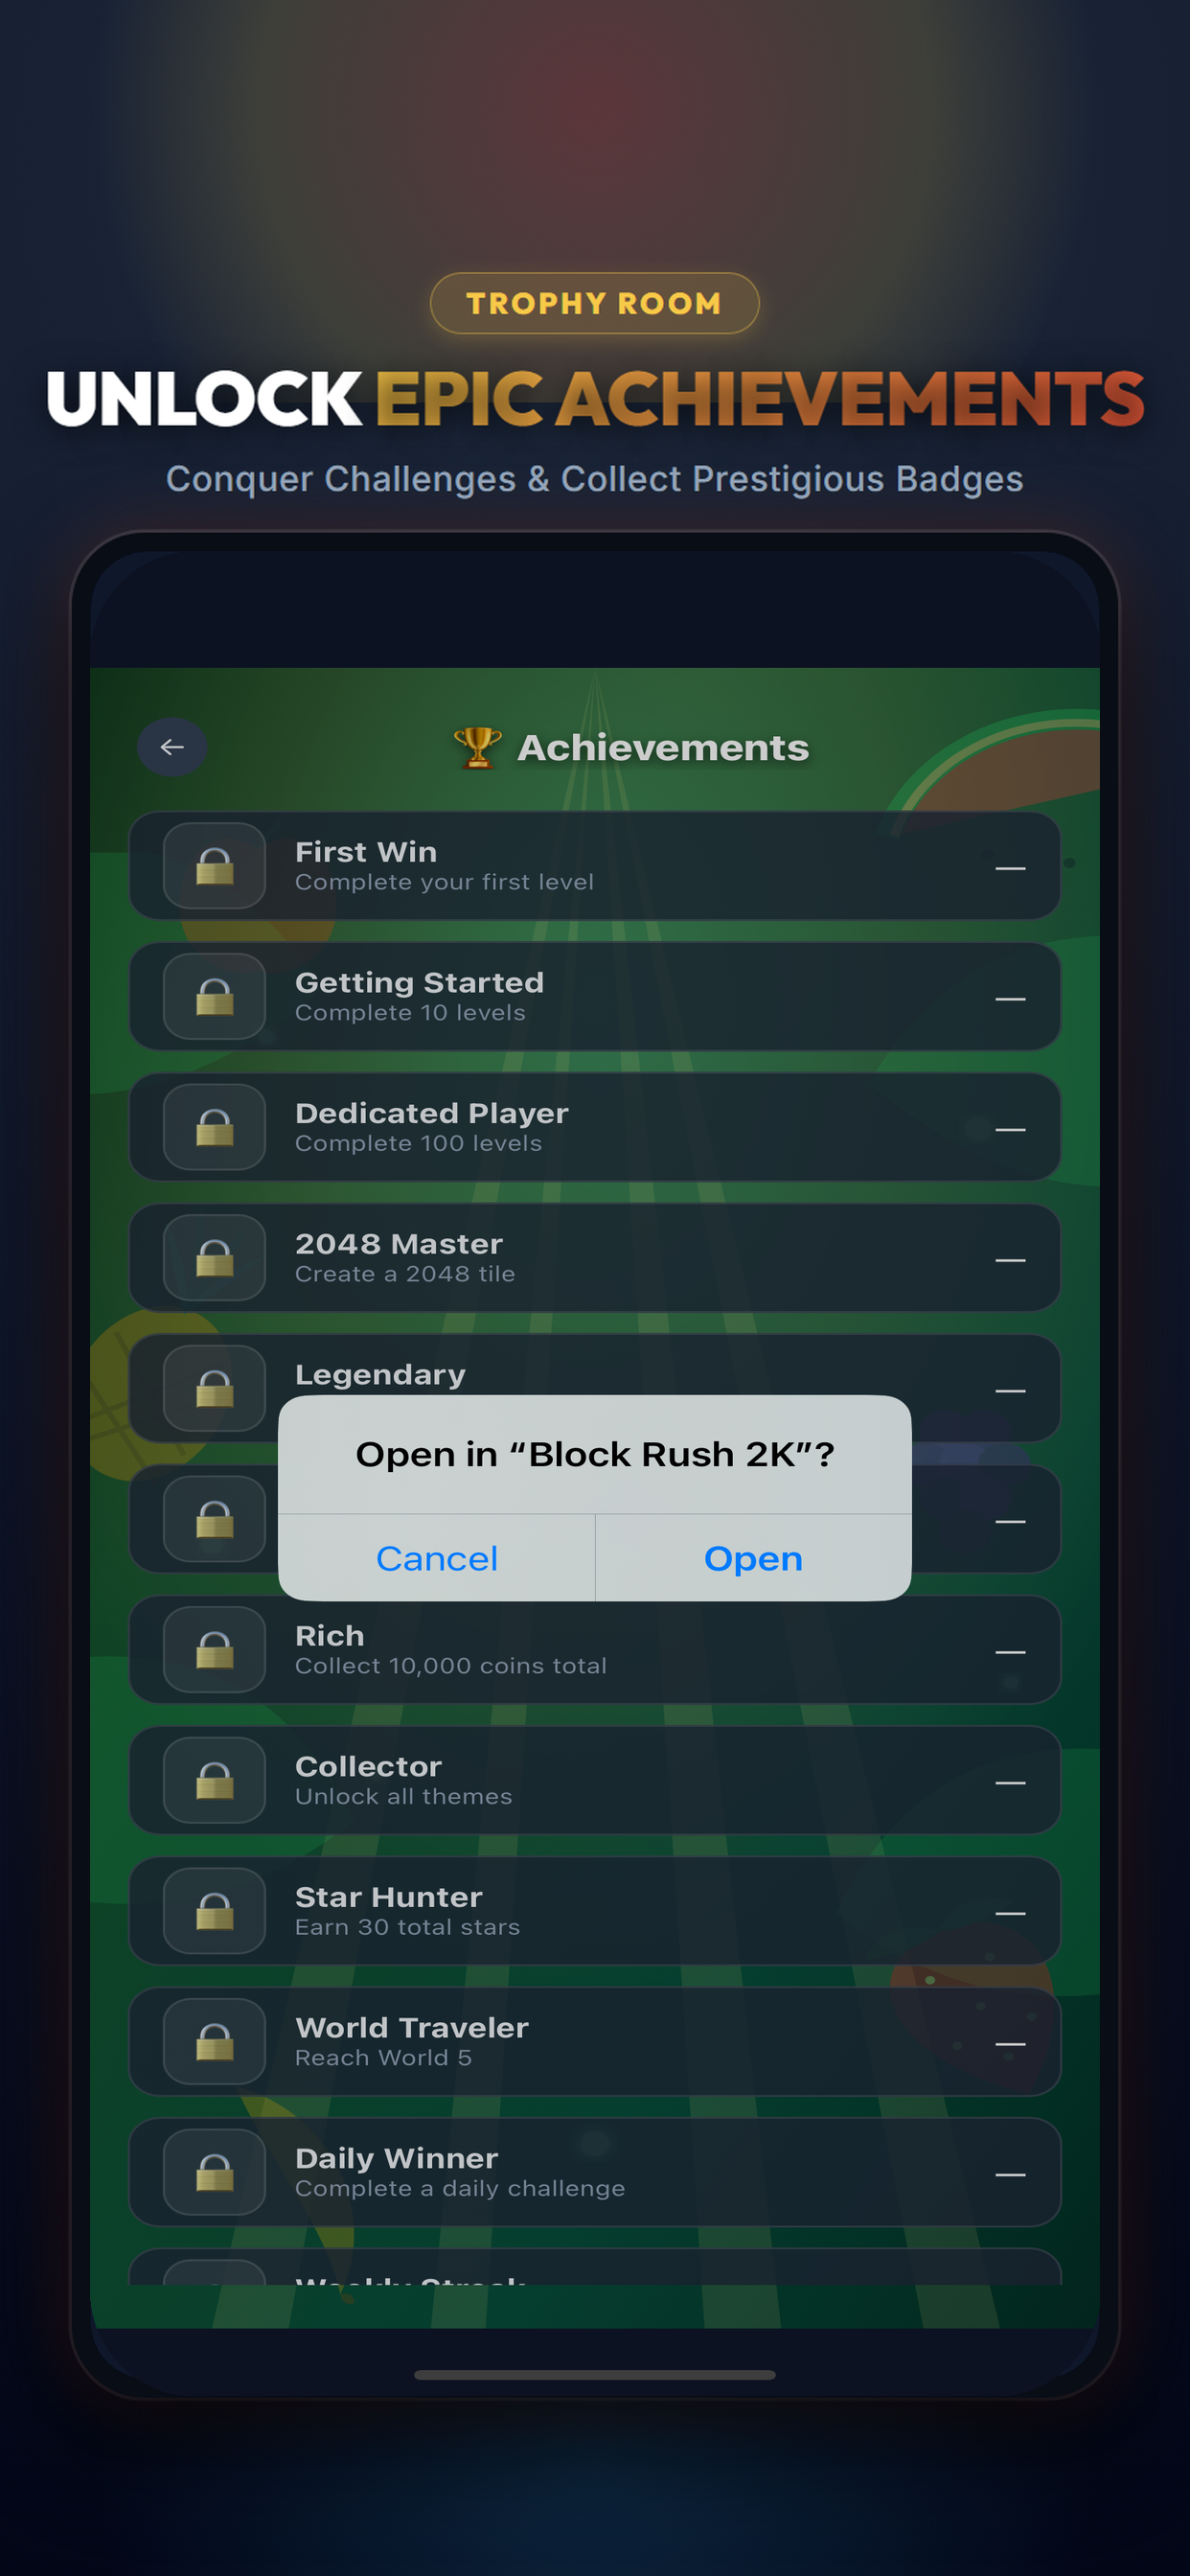 TROPHY ROOM
UNLOCK EPIC ACHIEVEMENTS
Conquer Challenges & Collect Prestigious Badges
Achievements
First Win
Complete your first level
Getting Started
Complete 10 levels
Dedicated Player
Complete 100 levels
2048 Master
Create a 2048 tile
Legendary
Open in “Block Rush 2K”?
Cancel
Open
Rich
Collect 10,000 coins total
Collector
Unlock all themes
Star Hunter
Earn 30 total stars
World Traveler
Reach World 5
Daily Winner
Complete a daily challenge
Weekly Streak